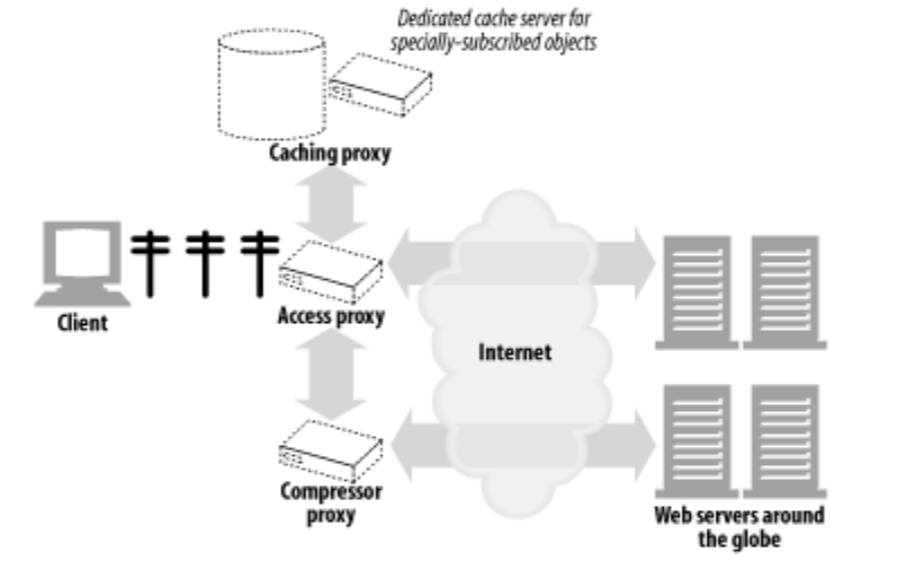 Dedicated cache server for
specially-subscribed objects
Caching proxy
Client
Access proxy
Internet
Compressor
proxy
Web servers around
the globe